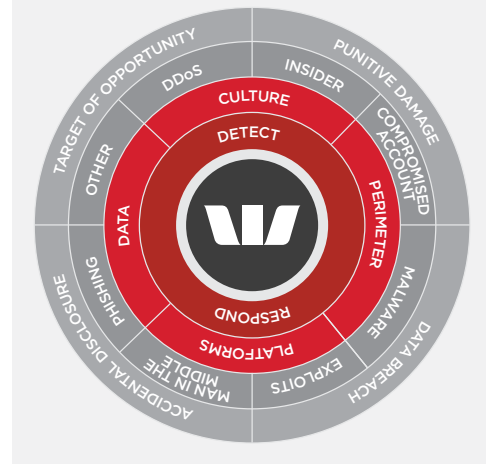 TARGET OF OPPORTUNITY
PUNITIVE DAMAGE
DATA BREACH
ACCIDENTAL DISCLOSURE
DDoS
INSIDER
COMPROMISED
ACCOUNT
MALWARE
EXPLOITS
MAN IN THE
MIDDLE
PHISHING
OTHER
CULTURE
PERIMETER
PLATFORMS
DATA
DETECT
RESPOND